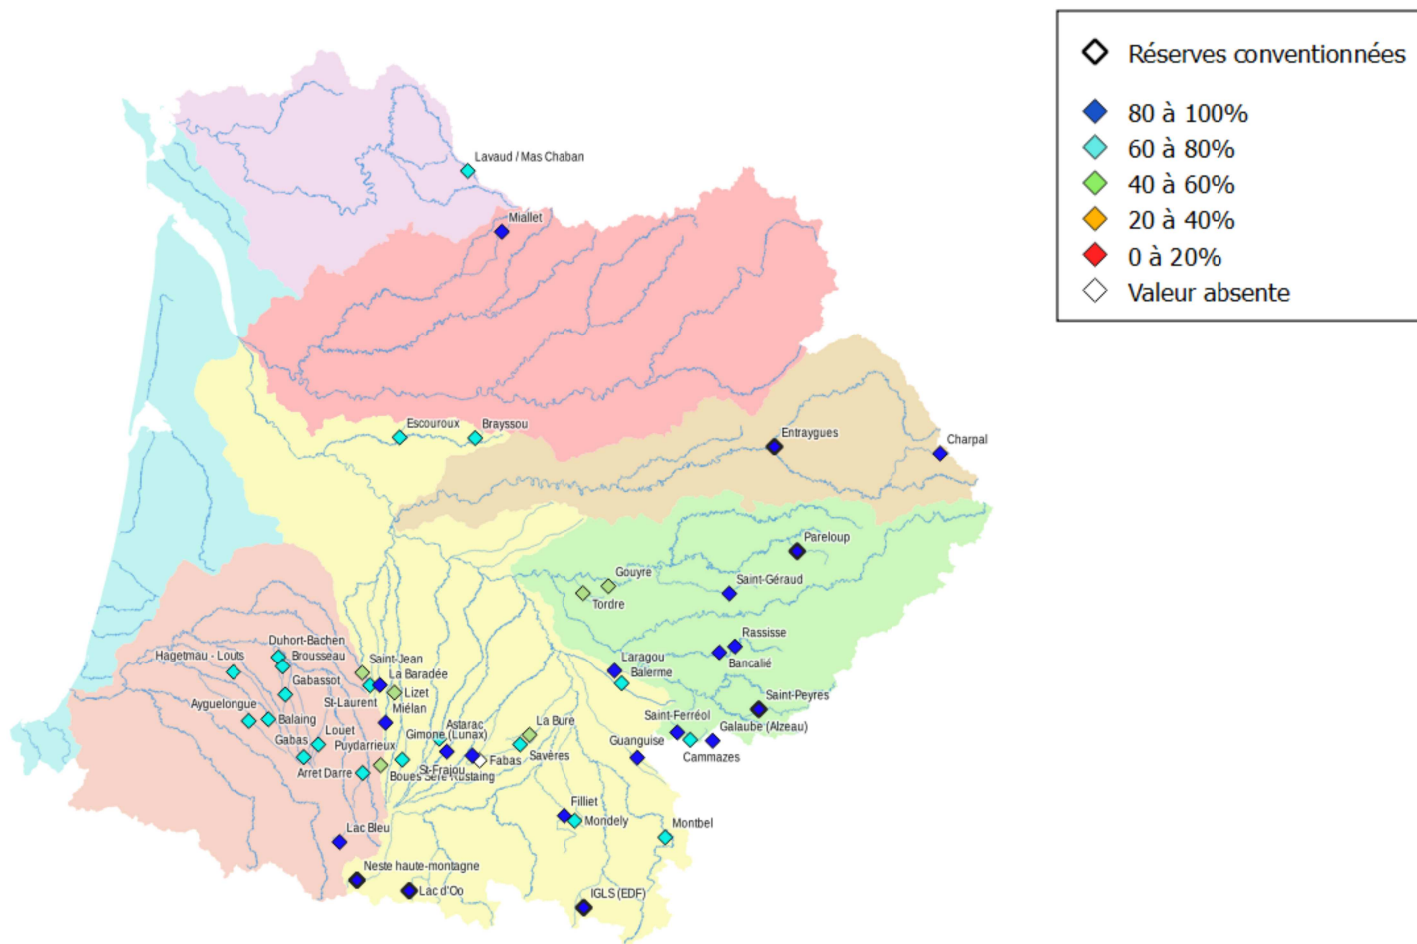 Réserves conventionnées
80 à 100%
60 à 80%
40 à 60%
20 à 40%
0 à 20%
Valeur absente
Lavaud / Mas Chaban
Miallet
Escouroux
Brayssou
Entraygues
Charpal
Pareloup
Gouyre
Saint-Géraud
Tordre
Rassisse
Bancalié
Duhort-Bachen
Hagetmau - Louts
Brousseau
Gabassot
Saint-Jean
La Baradée
Laragou
Balerme
St-Laurent
Lizet
Ayguelongue
Miélan
Saint-Peyres
Balaing
Saint-Ferréol
Galaube (Alzeau)
Louet
Astarac
La Bure
Gimone (Lunax)
Gabas
Puydarrieux
Guanguise
Cammazes
Savères
Fabas
St-Frajou
Arret Darre
Boues Sere Rustaing
Filliet
Mondely
Montbel
Lac Bleu
Neste haute-montagne
Lac d'Oo
IGLS (EDF)